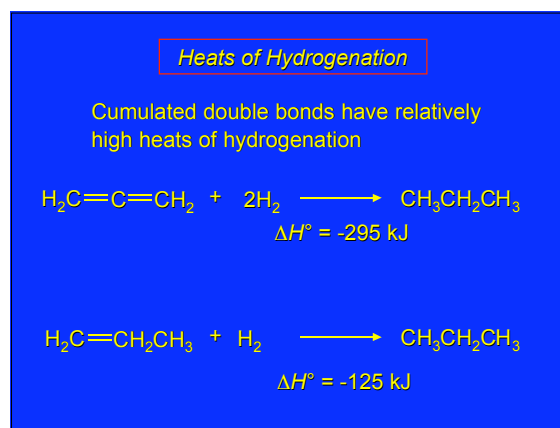 Heats of Hydrogenation
Cumulated double bonds have relatively
high heats of hydrogenation
H₂C=C=CH₂ + 2H₂ → CH₃CH₂CH₃
ΔH° = -295 kJ
H₂C=CH₂CH₃ + H₂ → CH₃CH₂CH₃
ΔH° = -125 kJ